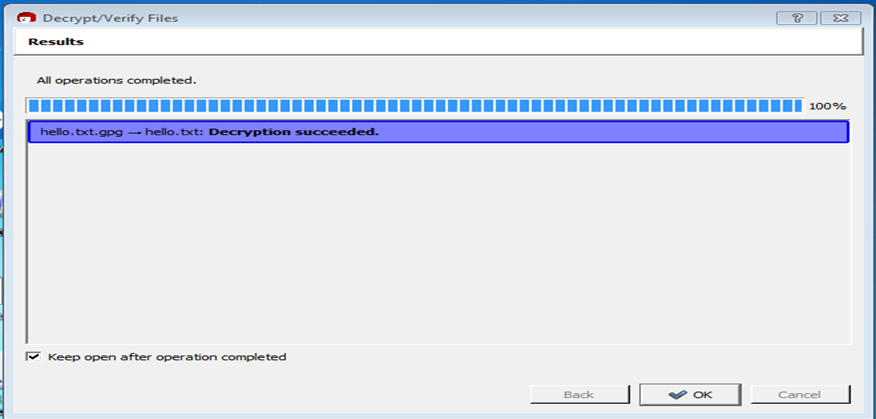 Decrypt/Verify Files
?
Results
All operations completed.
100%
hello.txt.gpg → hello.txt: Decryption succeeded.
Keep open after operation completed
Back
OK
Cancel